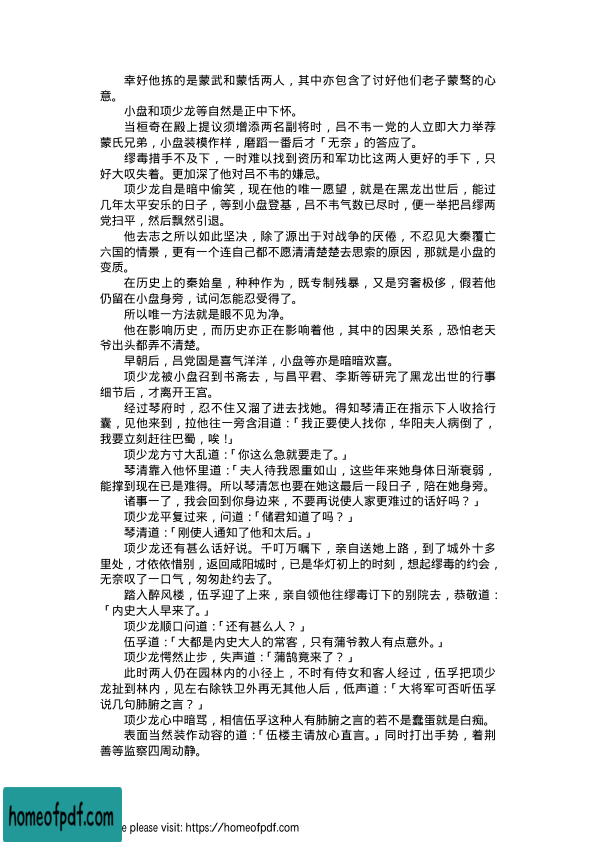 幸好他拣的是蒙武和蒙恬两人，其中亦包含了讨好他们老子蒙骜的心
意。
小盘和项少龙等自然是正中下怀。
当桓奇在殿上提议须增添两名副将时，吕不韦一党的人立即大力举荐
蒙氏兄弟，小盘装模作样，磨蹈一番后才「无奈」的答应了。
缪毒措手不及下，一时难以找到资历和军功比这两人更好的手下，只
好大叹失着。更加深了他对吕不韦的嫌忌。
项少龙自是暗中偷笑，现在他的唯一愿望，就是在黑龙出世后，能过
几年太平安乐的日子，等到小盘登基，吕不韦气数已尽时，便一举把吕缪两
党扫平，然后飘然引退。
他去志之所以如此坚决，除了源出于对战争的厌倦，不忍见大秦覆亡
六国的情景，更有一个连自己都不愿清清楚楚去思索的原因，那就是小盘的
变质。
在历史上的秦始皇，种种作为，既专制残暴，又是穷奢极侈，假若他
仍留在小盘身旁，试问怎能忍受得了。
所以唯一方法就是眼不见为净。
他在影响历史，而历史亦正在影响着他，其中的因果关系，恐怕老天
爷出头都弄不清楚。
早朝后，吕党固是喜气洋洋，小盘等亦是暗暗欢喜。
项少龙被小盘召到书斋去，与昌平君、李斯等研完了黑龙出世的行事
细节后，才离开王宫。
经过琴府时，忍不住又溜了进去找她。得知琴清正在指示下人收拾行
囊，见他来到，拉他往一旁含泪道：「我正要使人找你，华阳夫人病倒了，
我要立刻赶往巴蜀，唉！」
项少龙方寸大乱道：「你这么急就要走了。」
琴清靠入他怀里道：「夫人待我恩重如山，这些年来她身体日渐衰弱，
能撑到现在已是难得。所以琴清怎也要在她这最后一段日子，陪在她身旁。
诸事一了，我会回到你身边来，不要再说使人家更难过的话好吗？」
项少龙平复过来，问道：「储君知道了吗？」
琴清道：「刚使人通知了他和太后。」
项少龙还有甚么话好说。千叮万嘱下，亲自送她上路，到了城外十多
里处，才依依惜别，返回咸阳城时，已是华灯初上的时刻，想起缪毒的约会，
无奈叹了一口气，匆匆赴约去了。
踏入醉风楼，伍孚迎了上来，亲自领他往缪毒订下的别院去，恭敬道：
「内史大人早来了。」
项少龙顺口问道：「还有甚么人？」
伍孚道：「大都是内史大人的常客，只有蒲爷教人有点意外。」
项少龙愕然止步，失声道：「蒲鹄竟来了？」
此时两人仍在园林内的小径上，不时有侍女和客人经过，伍孚把项少
龙扯到林内，见左右除铁卫外再无其他人后，低声道：「大将军可否听伍孚
说几句肺腑之言？」
项少龙心中暗骂，相信伍孚这种人有肺腑之言的若不是蠢蛋就是白痴。
表面当然装作动容的道：「伍楼主请放心直言。」同时打出手势，着荆
善等监察四周动静。
homeofpdf.com
e please visit: https://homeofpdf.com